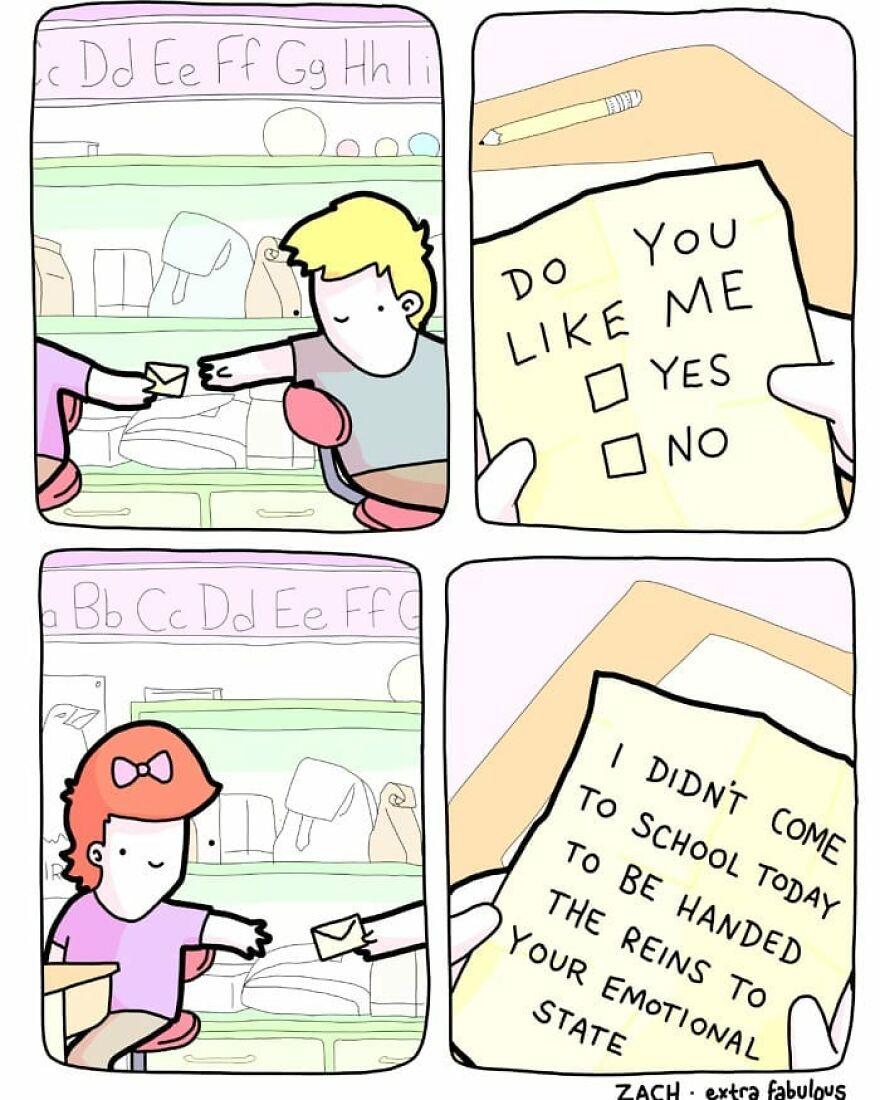 Cc Dd Ee Ff Gg Hh Ii
DO YOU
LIKE ME
YES
NO
a Bb Cc Dd Ee Ff G
I DIDN'T COME
TO SCHOOL TODAY
TO BE HANDED
THE REINS TO
YOUR EMOTIONAL
STATE
ZACH · extra fabulous